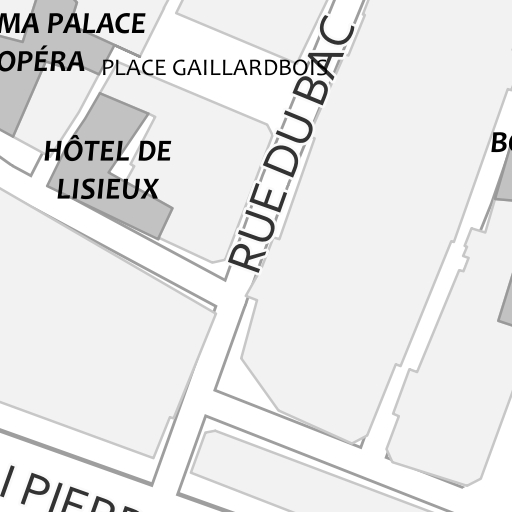 MA PALACE
OPÉRA
PLACE GAILLARDBOIS
RUE DU BAC
HÔTEL DE
LISIEUX